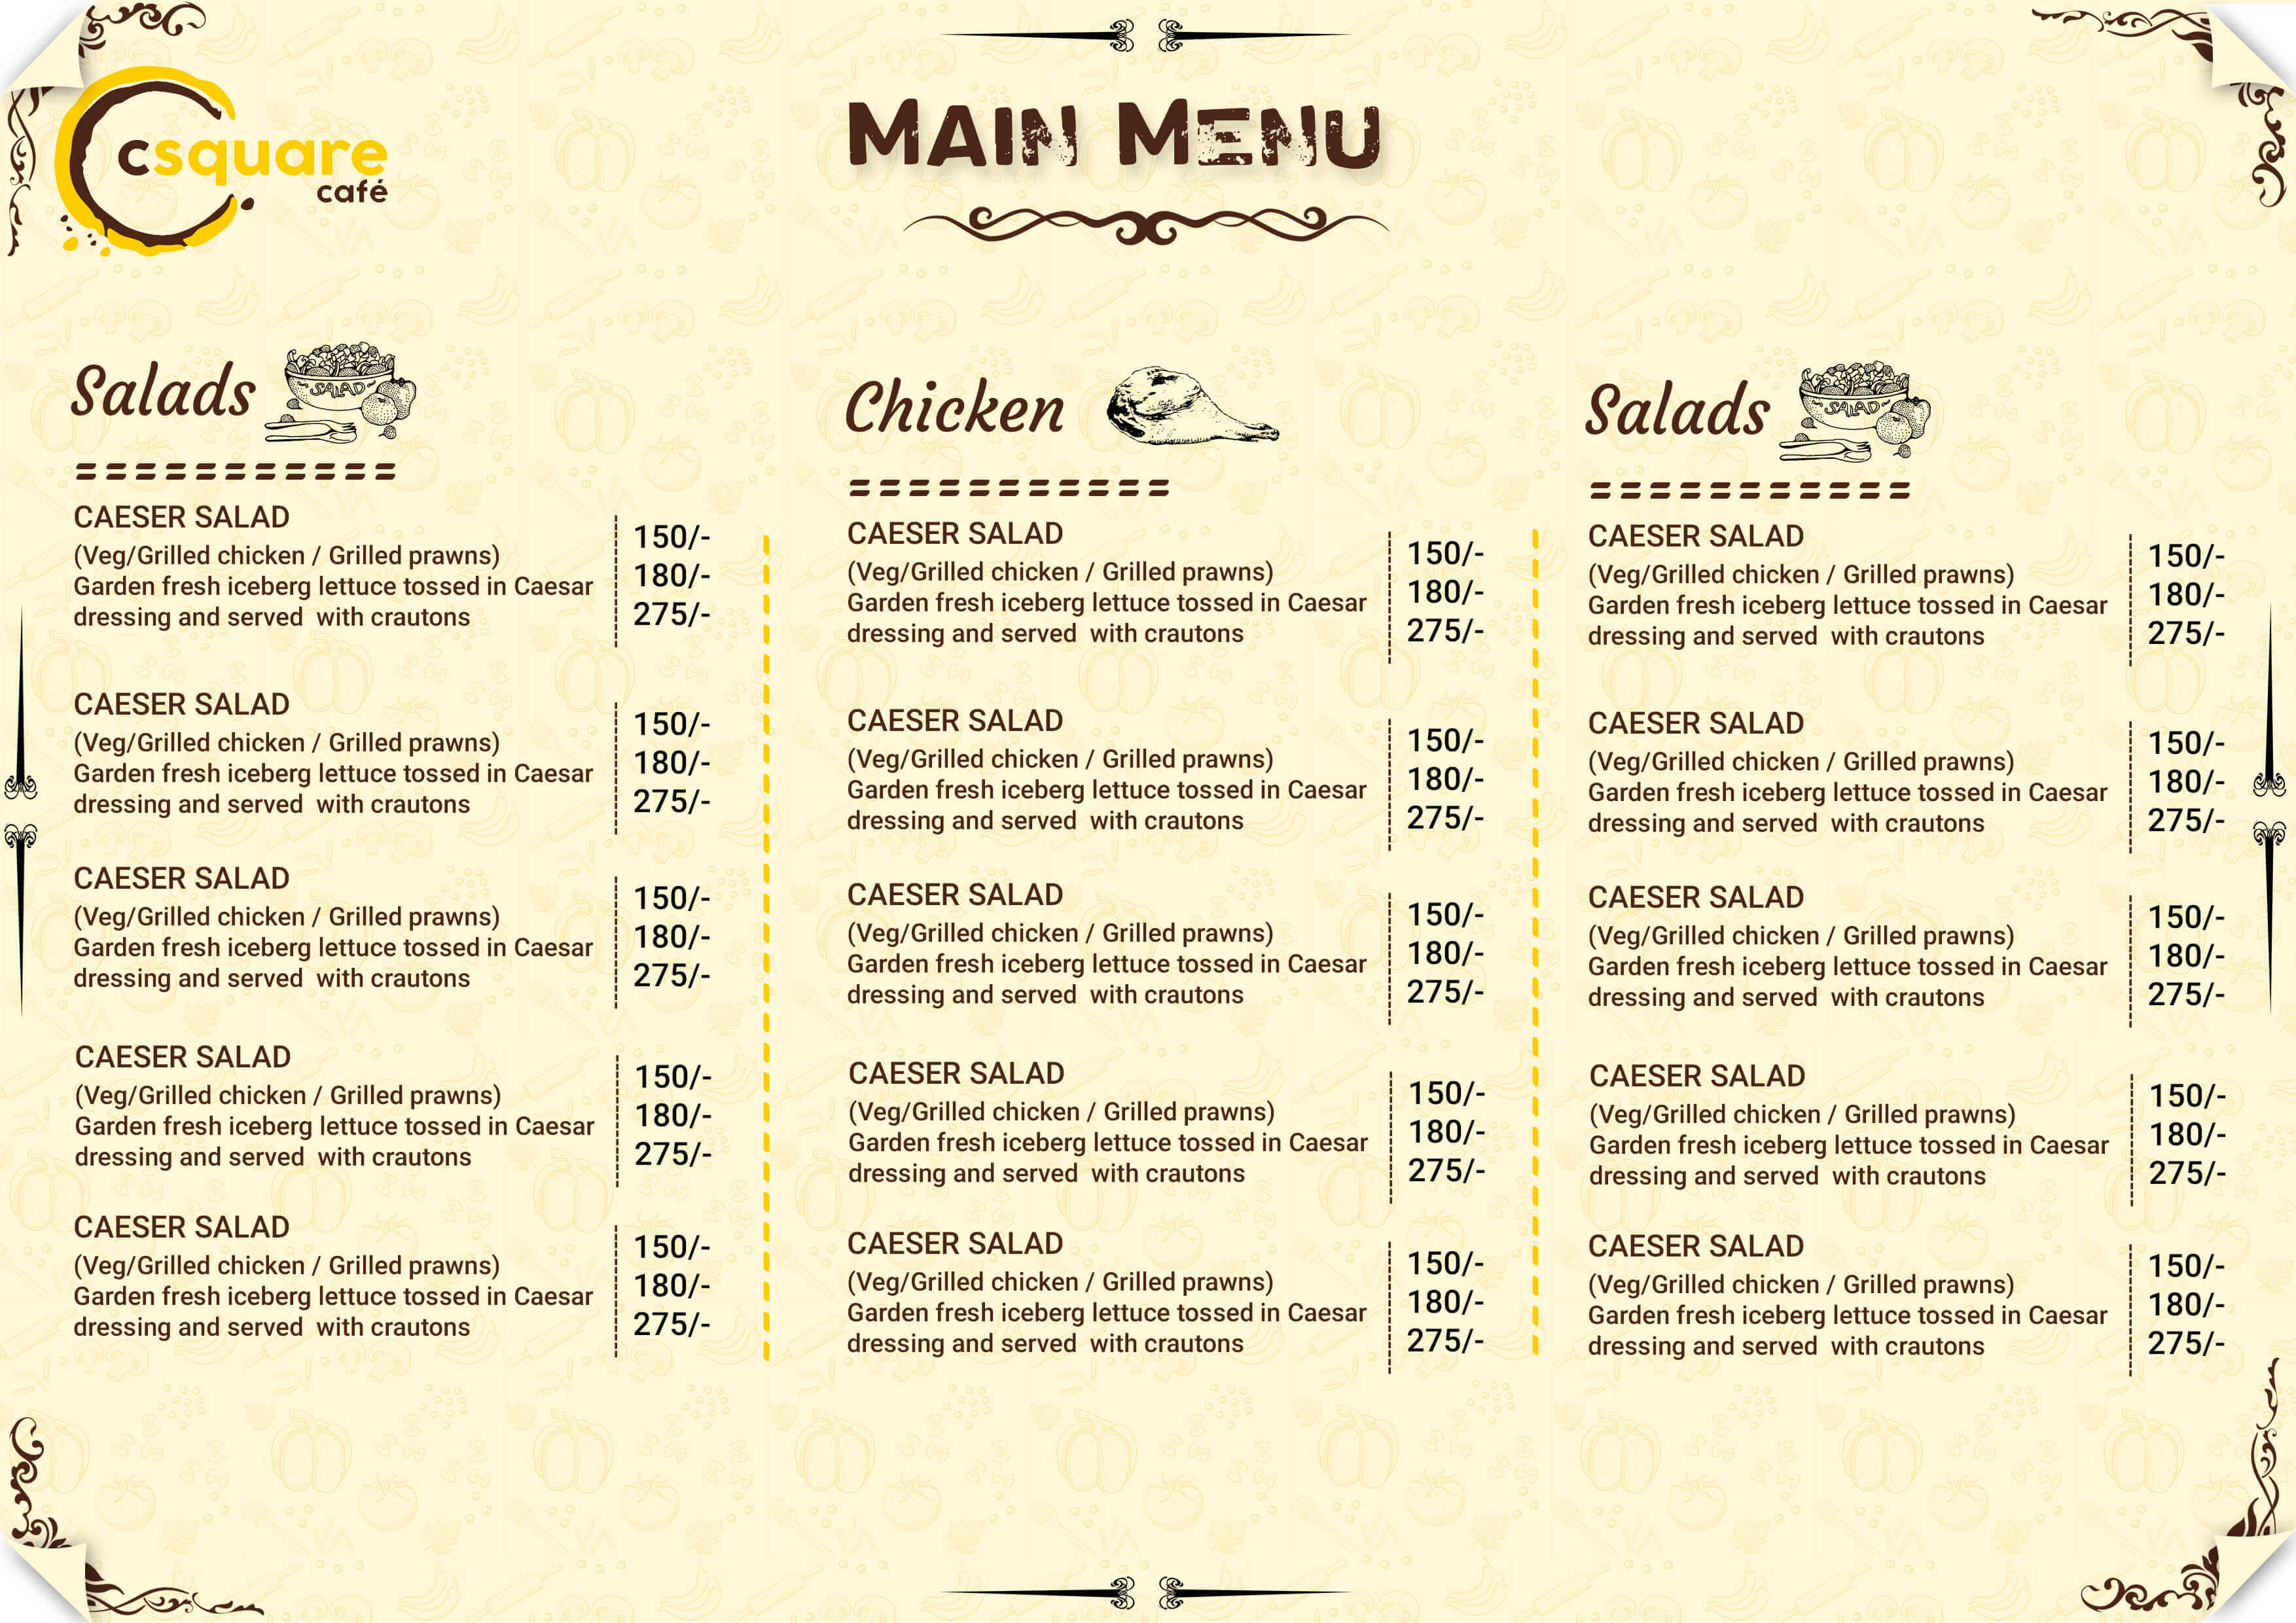 csquare
café
MAIN MENU
Salads
SALAD
CAESER SALAD
(Veg/Grilled chicken / Grilled prawns)
Garden fresh iceberg lettuce tossed in Caesar
dressing and served  with crautons
150/-
180/-
275/-
CAESER SALAD
(Veg/Grilled chicken / Grilled prawns)
Garden fresh iceberg lettuce tossed in Caesar
dressing and served  with crautons
150/-
180/-
275/-
CAESER SALAD
(Veg/Grilled chicken / Grilled prawns)
Garden fresh iceberg lettuce tossed in Caesar
dressing and served  with crautons
150/-
180/-
275/-
CAESER SALAD
(Veg/Grilled chicken / Grilled prawns)
Garden fresh iceberg lettuce tossed in Caesar
dressing and served  with crautons
150/-
180/-
275/-
CAESER SALAD
(Veg/Grilled chicken / Grilled prawns)
Garden fresh iceberg lettuce tossed in Caesar
dressing and served  with crautons
150/-
180/-
275/-
Chicken
CAESER SALAD
(Veg/Grilled chicken / Grilled prawns)
Garden fresh iceberg lettuce tossed in Caesar
dressing and served  with crautons
150/-
180/-
275/-
CAESER SALAD
(Veg/Grilled chicken / Grilled prawns)
Garden fresh iceberg lettuce tossed in Caesar
dressing and served  with crautons
150/-
180/-
275/-
CAESER SALAD
(Veg/Grilled chicken / Grilled prawns)
Garden fresh iceberg lettuce tossed in Caesar
dressing and served  with crautons
150/-
180/-
275/-
CAESER SALAD
(Veg/Grilled chicken / Grilled prawns)
Garden fresh iceberg lettuce tossed in Caesar
dressing and served  with crautons
150/-
180/-
275/-
CAESER SALAD
(Veg/Grilled chicken / Grilled prawns)
Garden fresh iceberg lettuce tossed in Caesar
dressing and served  with crautons
150/-
180/-
275/-
Salads
SALAD
CAESER SALAD
(Veg/Grilled chicken / Grilled prawns)
Garden fresh iceberg lettuce tossed in Caesar
dressing and served  with crautons
150/-
180/-
275/-
CAESER SALAD
(Veg/Grilled chicken / Grilled prawns)
Garden fresh iceberg lettuce tossed in Caesar
dressing and served  with crautons
150/-
180/-
275/-
CAESER SALAD
(Veg/Grilled chicken / Grilled prawns)
Garden fresh iceberg lettuce tossed in Caesar
dressing and served  with crautons
150/-
180/-
275/-
CAESER SALAD
(Veg/Grilled chicken / Grilled prawns)
Garden fresh iceberg lettuce tossed in Caesar
dressing and served  with crautons
150/-
180/-
275/-
CAESER SALAD
(Veg/Grilled chicken / Grilled prawns)
Garden fresh iceberg lettuce tossed in Caesar
dressing and served  with crautons
150/-
180/-
275/-